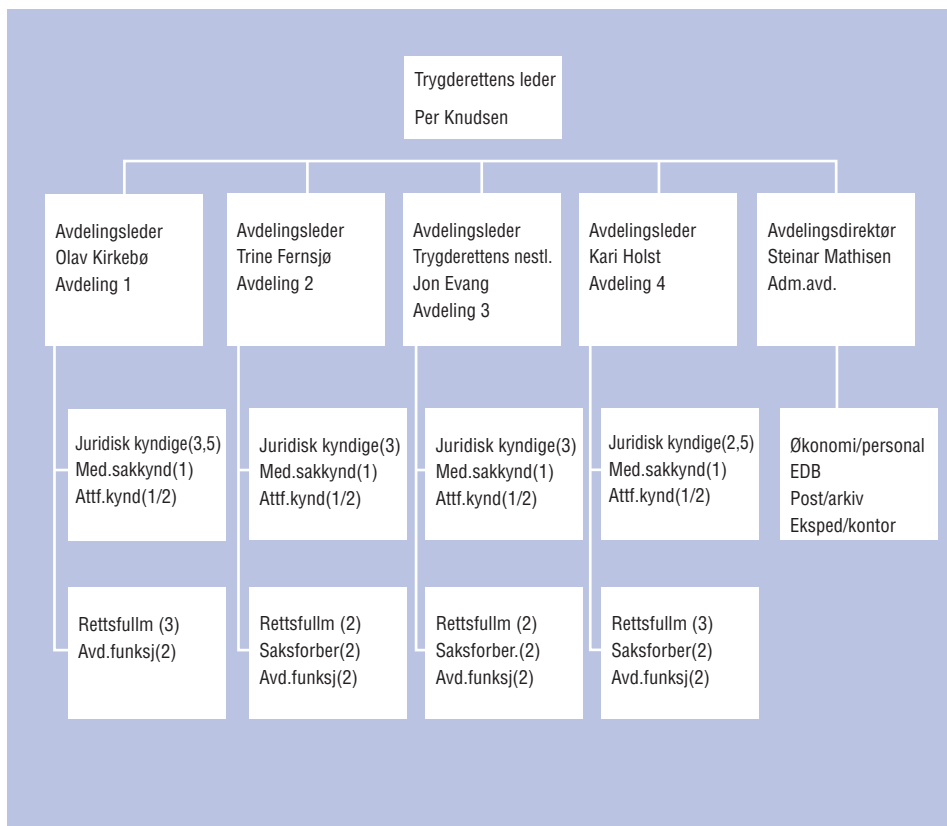 Trygderettens leder
Per Knudsen
Avdelingsleder
Olav Kirkebø
Avdeling 1
Avdelingsleder
Trine Fernsjø
Avdeling 2
Avdelingsleder
Trygderettens nestl.
Jon Evang
Avdeling 3
Avdelingsleder
Kari Holst
Avdeling 4
Avdelingsdirektør
Steinar Mathisen
Adm.avd.
Juridisk kyndige(3,5)
Med.sakkynd(1)
Attf.kynd(1/2)
Juridisk kyndige(3)
Med.sakkynd(1)
Attf.kynd(1/2)
Juridisk kyndige(3)
Med.sakkynd(1)
Attf.kynd(1/2)
Juridisk kyndige(2,5)
Med.sakkynd(1)
Attf.kynd(1/2)
Økonomi/personal
EDB
Post/arkiv
Eksped/kontor
Rettsfullm (3)
Avd.funksj(2)
Rettsfullm (2)
Saksforber(2)
Avd.funksj(2)
Rettsfullm (2)
Saksforber.(2)
Avd.funksj(2)
Rettsfullm (3)
Saksforber(2)
Avd.funksj(2)